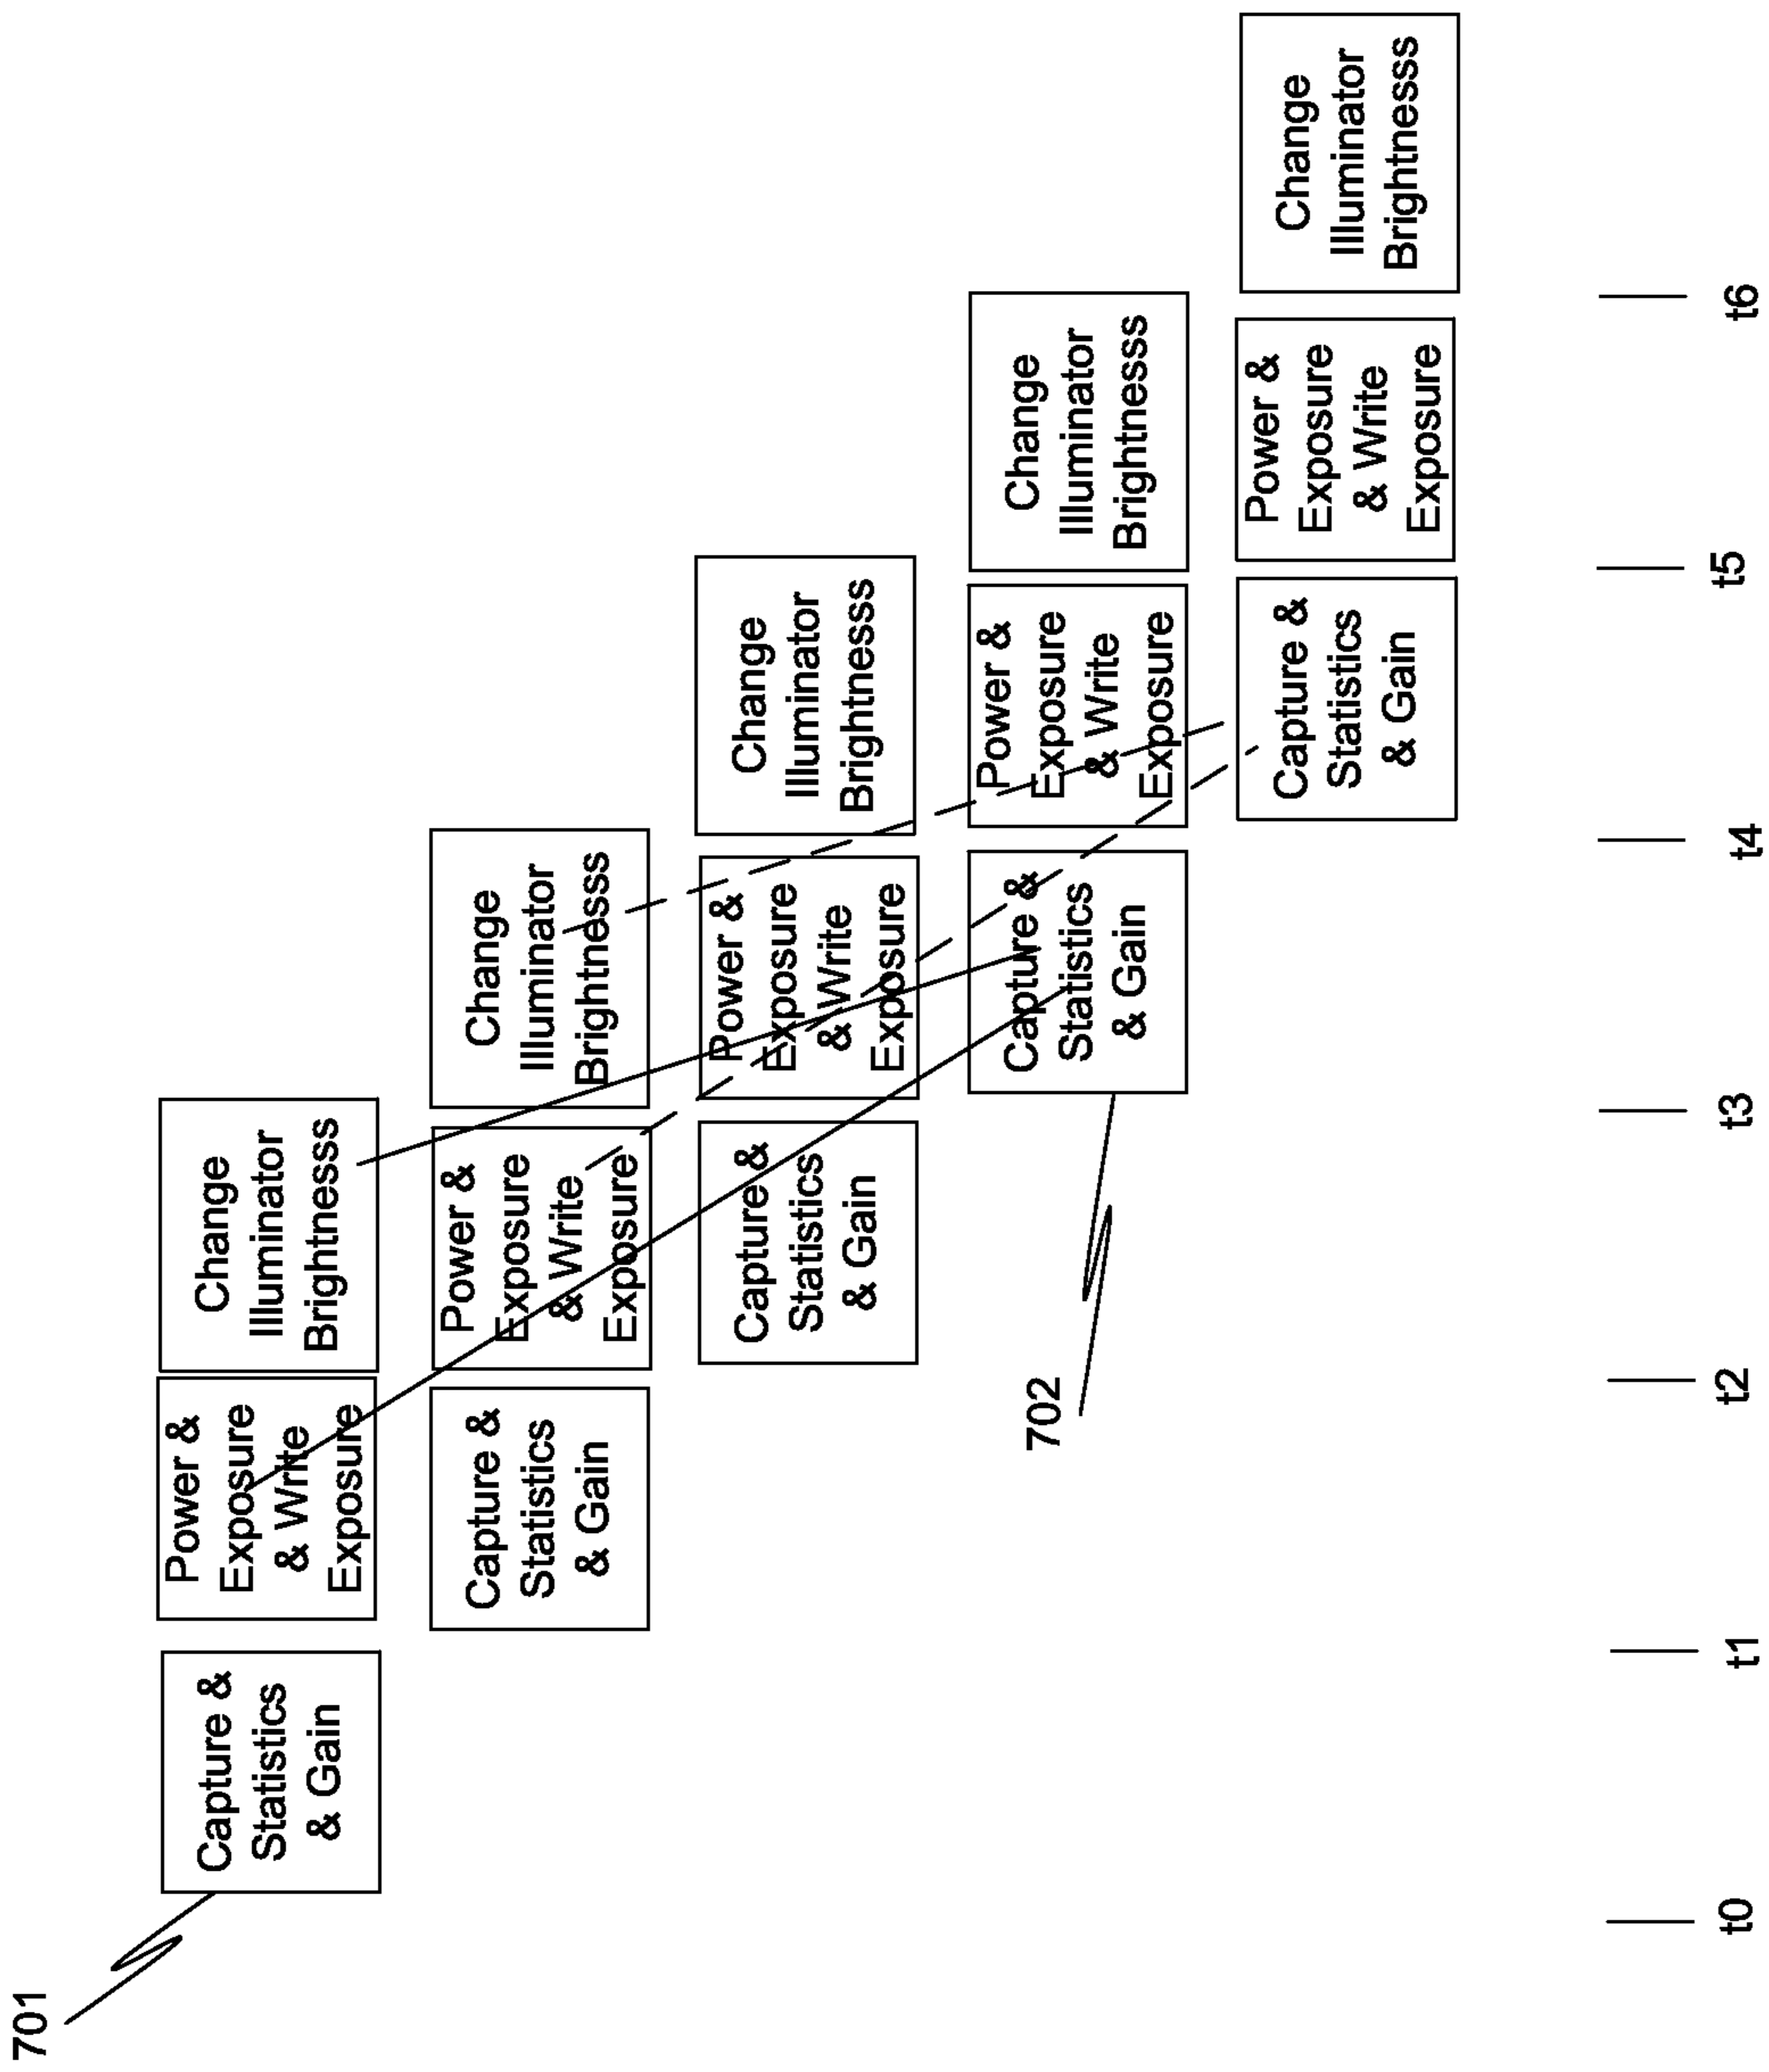 701
Capture &
Statistics
& Gain
Power &
Exposure
& Write
Exposure
Change
Illuminator
Brightnesss
Capture &
Statistics
& Gain
Power &
Exposure
& Write
Exposure
Change
Illuminator
Brightnesss
Capture &
Statistics
& Gain
Power &
Exposure
& Write
Exposure
Change
Illuminator
Brightnesss
702
Capture &
Statistics
& Gain
Power &
Exposure
& Write
Exposure
Change
Illuminator
Brightnesss
Capture &
Statistics
& Gain
Power &
Exposure
& Write
Exposure
Change
Illuminator
Brightnesss
t0
t1
t2
t3
t4
t5
t6